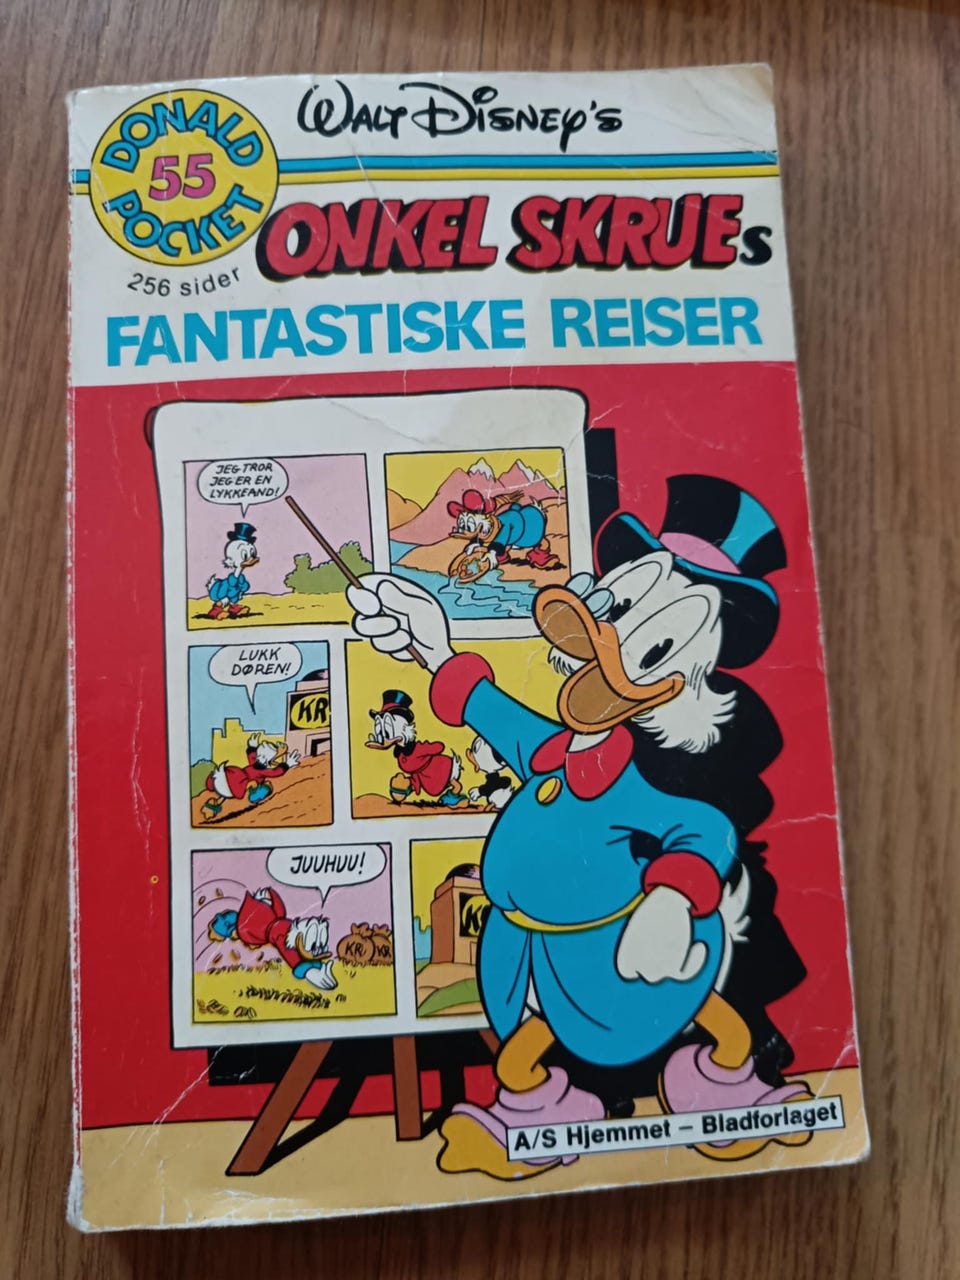 DONALD
55
POCKET
WALT DISNEY'S
256 sider
ONKEL SKRUEs
FANTASTISKE REISER
JEG TROR
JEG ER EN
LYKKEAND!
LUKK
DØREN!
KR
JUUHUU!
KR
KR
K
A/S Hjemmet – Bladforlaget